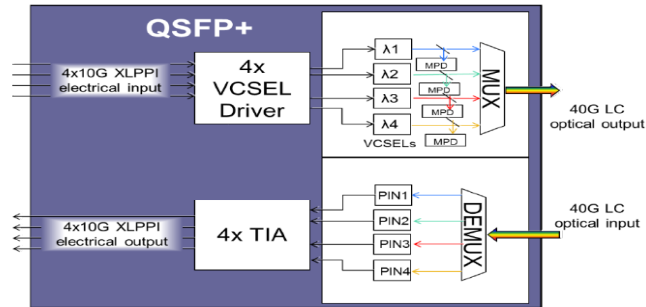 QSFP+
4x10G XLPPI
electrical input
4x
VCSEL
Driver
λ1
λ2
λ3
λ4
MPD
MPD
MPD
MPD
VCSELs
MUX
40G LC
optical output
4x10G XLPPI
electrical output
4x TIA
PIN1
PIN2
PIN3
PIN4
DEMUX
40G LC
optical input